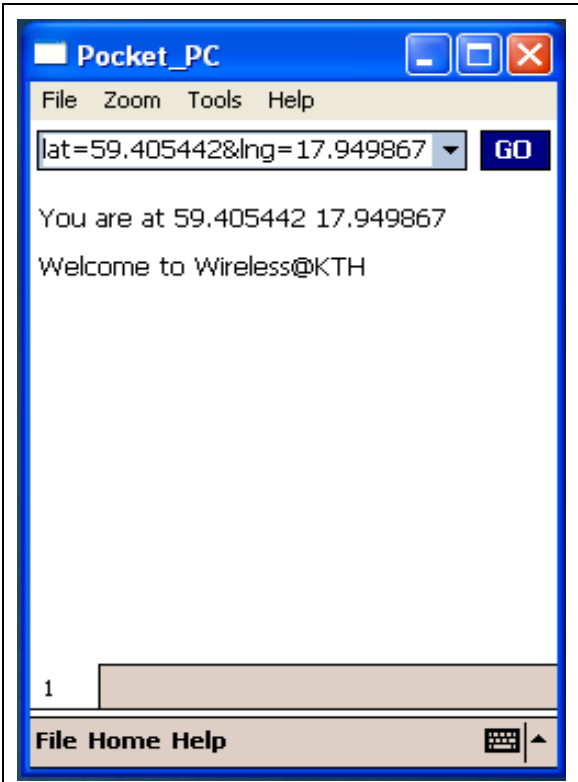 Pocket_PC
File Zoom Tools Help
lat=59.405442&lng=17.949867 GO
You are at 59.405442 17.949867
Welcome to Wireless@KTH
1
File Home Help